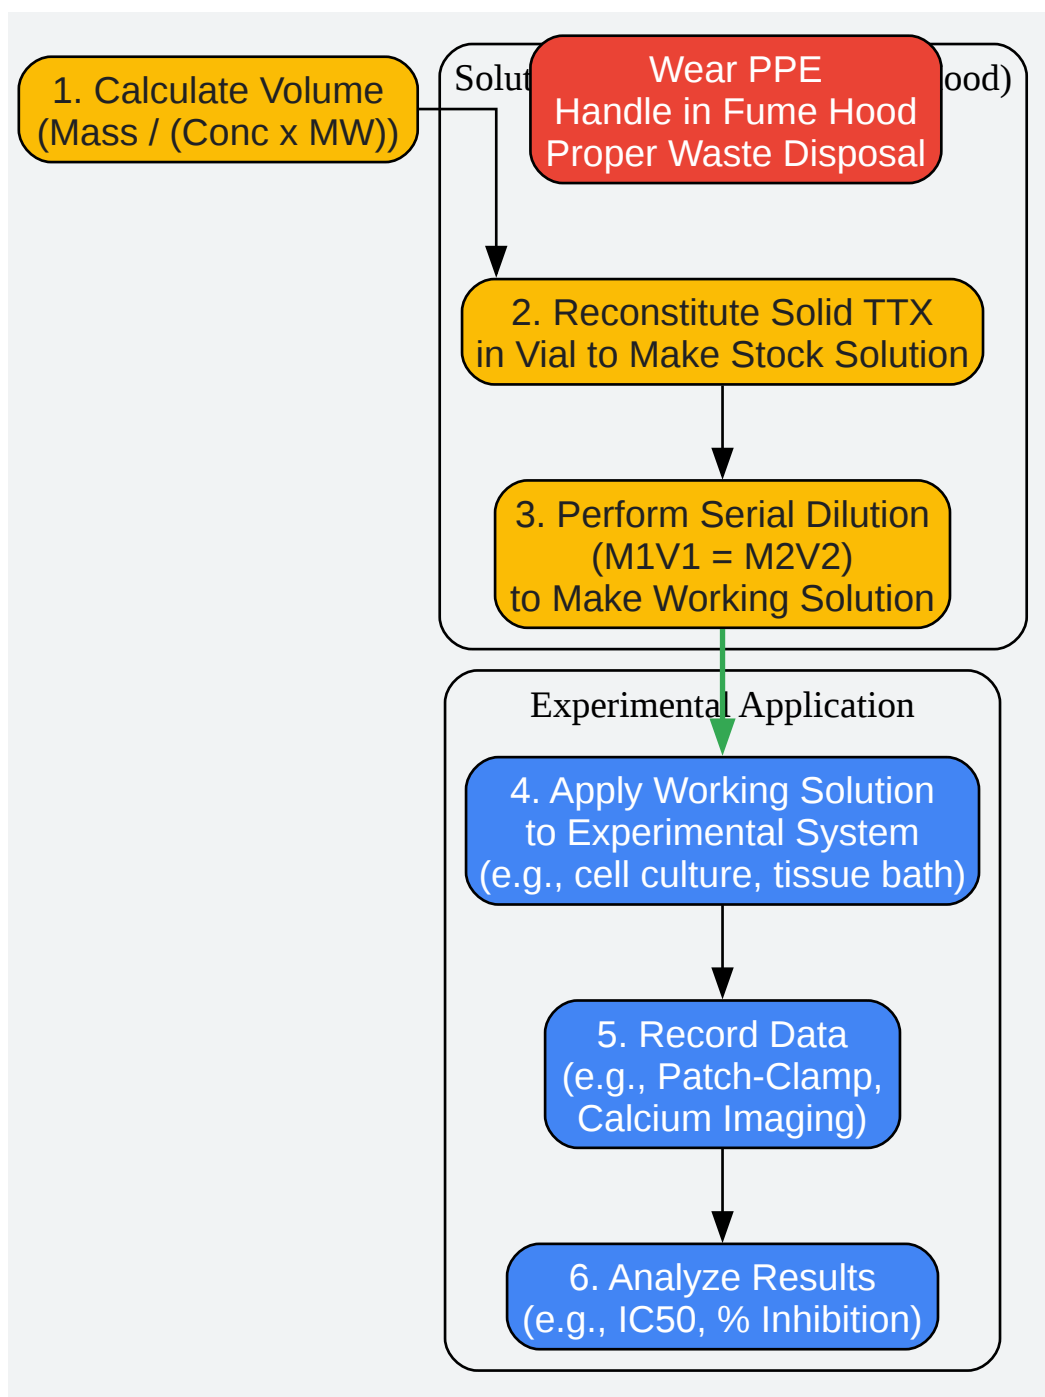 1. Calculate Volume
(Mass / (Conc x MW))
Wear PPE
Handle in Fume Hood
Proper Waste Disposal
2. Reconstitute Solid TTX
in Vial to Make Stock Solution
3. Perform Serial Dilution
(M1V1 = M2V2)
to Make Working Solution
Experimental Application
4. Apply Working Solution
to Experimental System
(e.g., cell culture, tissue bath)
5. Record Data
(e.g., Patch-Clamp,
Calcium Imaging)
6. Analyze Results
(e.g., IC50, % Inhibition)